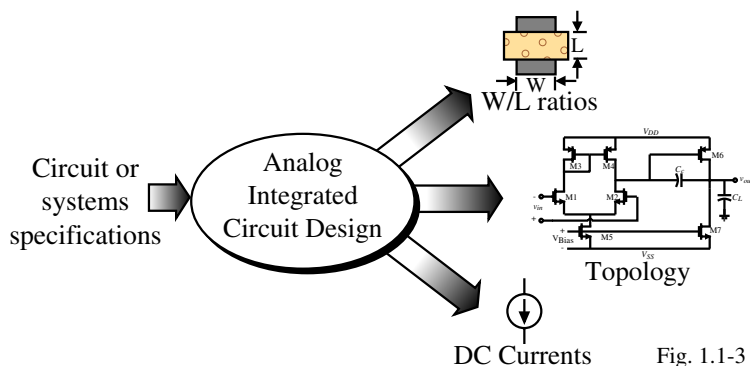 L
W
W/L ratios
Circuit or
systems
specifications
Analog
Integrated
Circuit Design
VDD
M3
M4
M6
Cc
vout
M1
M2
CL
-
vin
+
+
VBias
-
M5
M7
VSS
Topology
DC Currents
Fig. 1.1-3